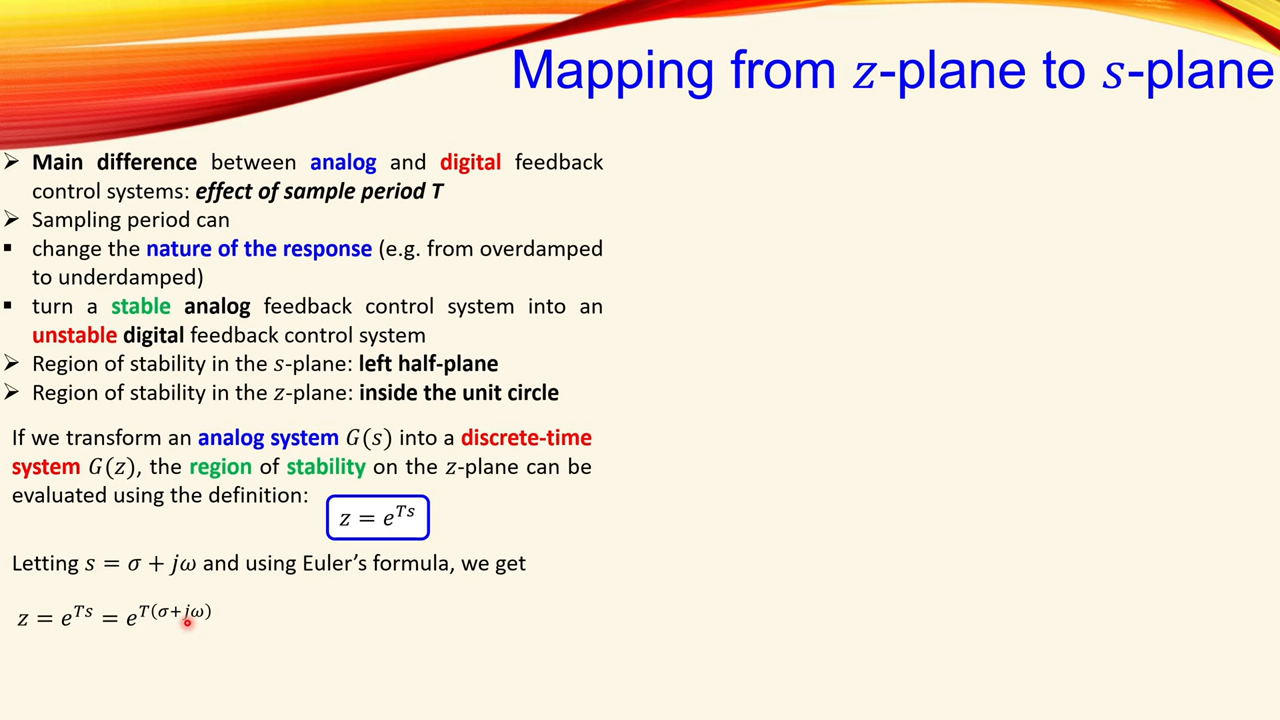 Mapping from z-plane to s-plane
➢ Main difference between analog and digital feedback
control systems: effect of sample period T
➢ Sampling period can
▪ change the nature of the response (e.g. from overdamped
to underdamped)
▪ turn a stable analog feedback control system into an
unstable digital feedback control system
➢ Region of stability in the s-plane: left half-plane
➢ Region of stability in the z-plane: inside the unit circle
If we transform an analog system G(s) into a discrete-time
system G(z), the region of stability on the z-plane can be
evaluated using the definition:
z = e^{Ts}
Letting s = σ + jω and using Euler’s formula, we get
z = e^{Ts} = e^{T(σ+jω)}